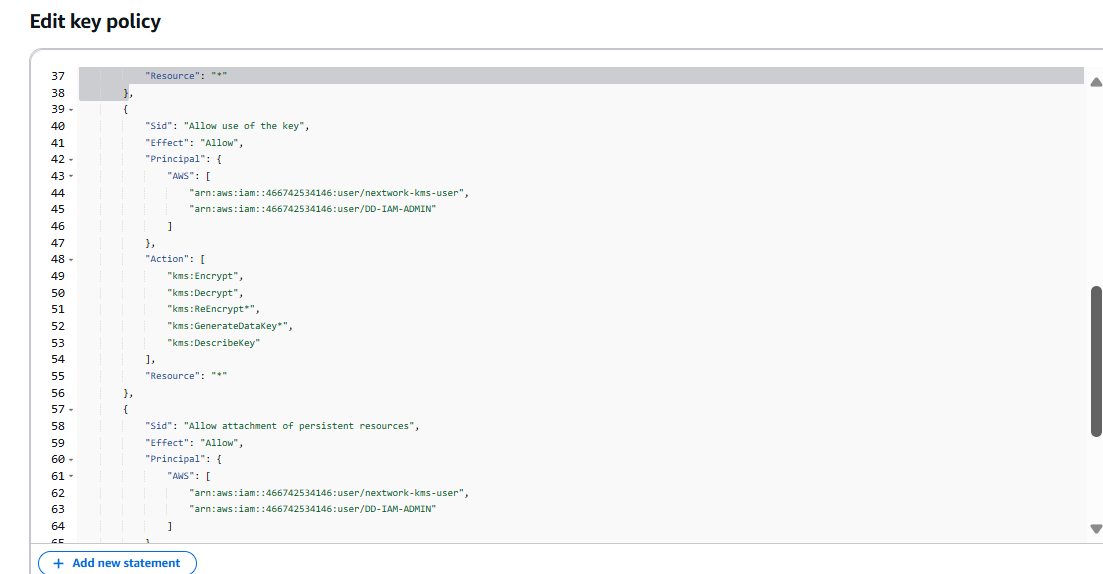 Edit key policy
37 "Resource": "*"
38 },
39 {
40 "Sid": "Allow use of the key",
41 "Effect": "Allow",
42 "Principal": {
43 "AWS": [
44 "arn:aws:iam::466742534146:user/nextwork-kms-user",
45 "arn:aws:iam::466742534146:user/DD-IAM-ADMIN"
46 ]
47 },
48 "Action": [
49 "kms:Encrypt",
50 "kms:Decrypt",
51 "kms:ReEncrypt*",
52 "kms:GenerateDataKey*",
53 "kms:DescribeKey"
54 ],
55 "Resource": "*"
56 },
57 {
58 "Sid": "Allow attachment of persistent resources",
59 "Effect": "Allow",
60 "Principal": {
61 "AWS": [
62 "arn:aws:iam::466742534146:user/nextwork-kms-user",
63 "arn:aws:iam::466742534146:user/DD-IAM-ADMIN"
64 ]
65
+ Add new statement